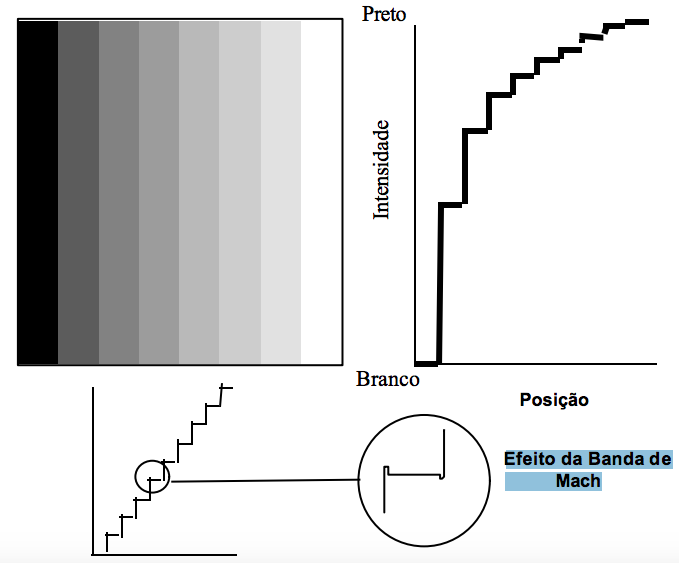 Preto
Intensidade
Branco
Posição
Efeito da Banda de
Mach